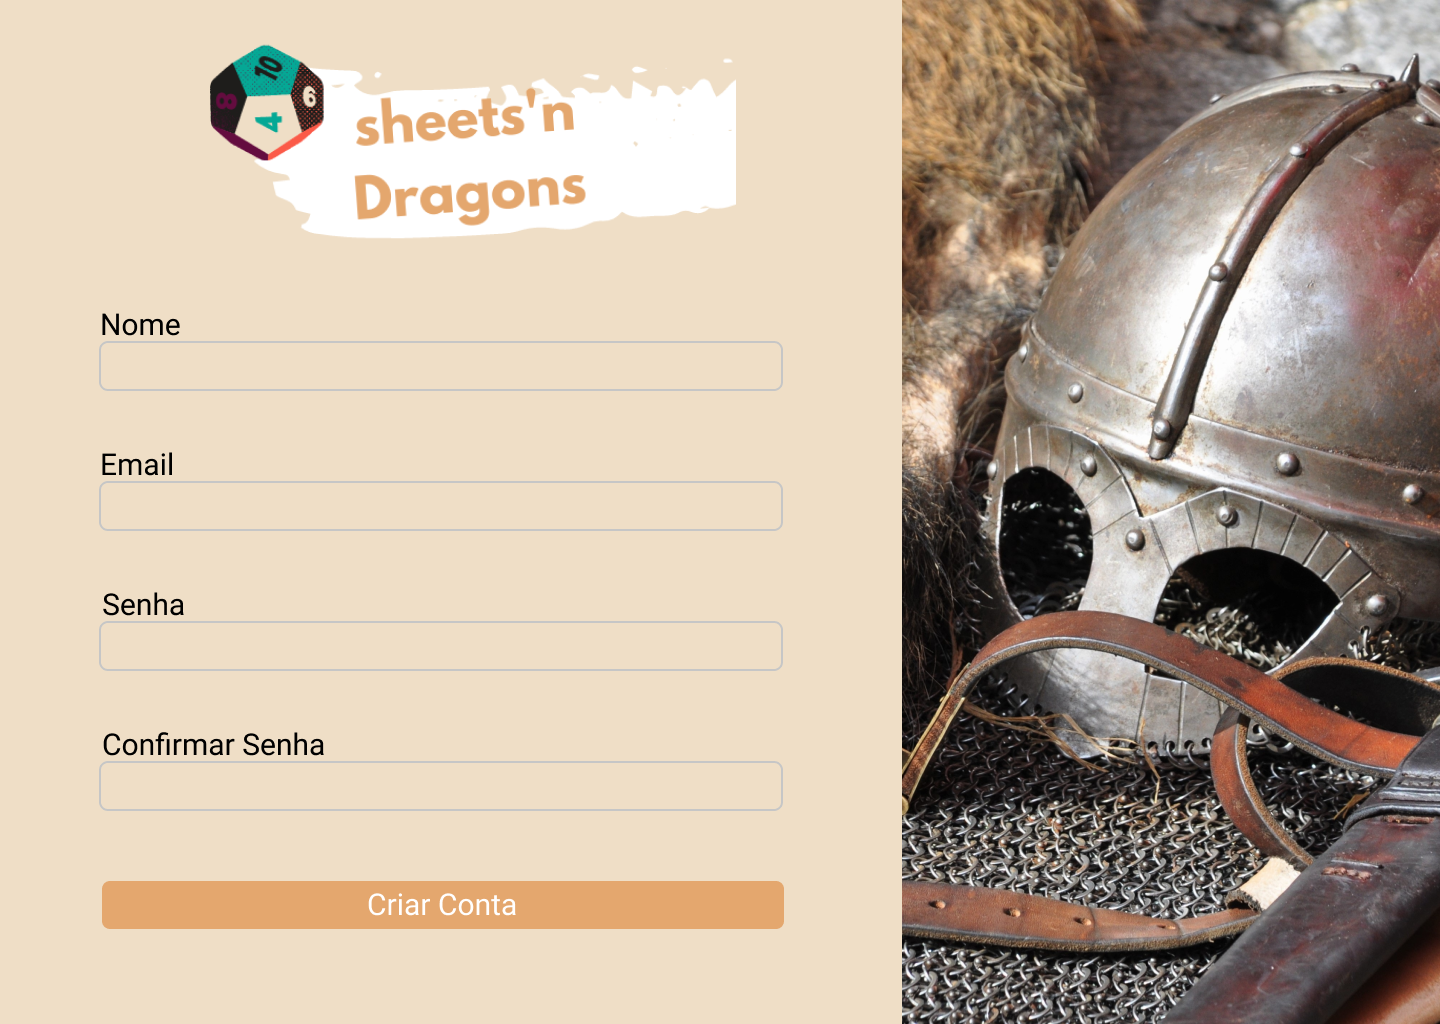 10
8
6
4
sheets'n
Dragons
Nome
Email
Senha
Confirmar Senha
Criar Conta